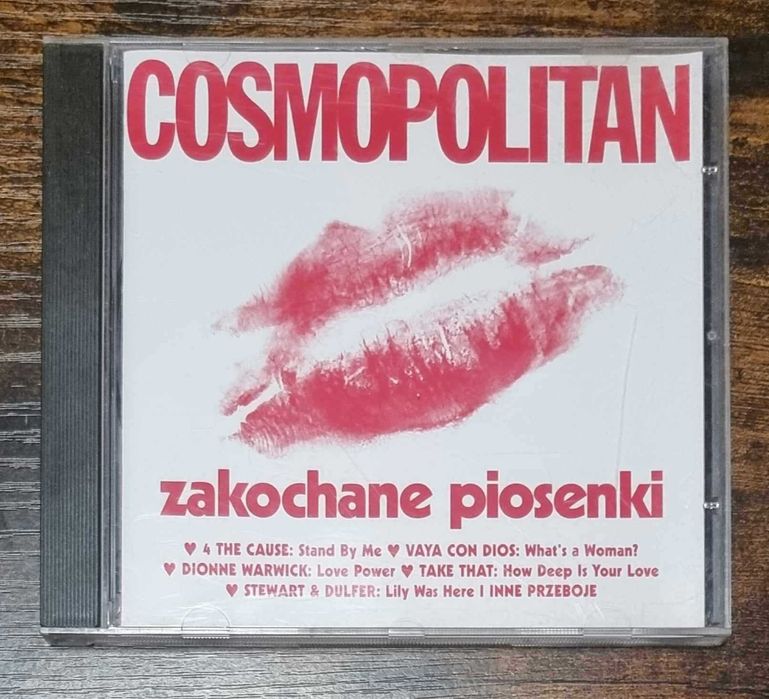 COSMOPOLITAN
zakochane piosenki
♥ 4 THE CAUSE: Stand By Me ♥ VAYA CON DIOS: What's a Woman?
♥ DIONNE WARWICK: Love Power ♥ TAKE THAT: How Deep Is Your Love
♥ STEWART & DULFER: Lily Was Here I INNE PRZEBOJE